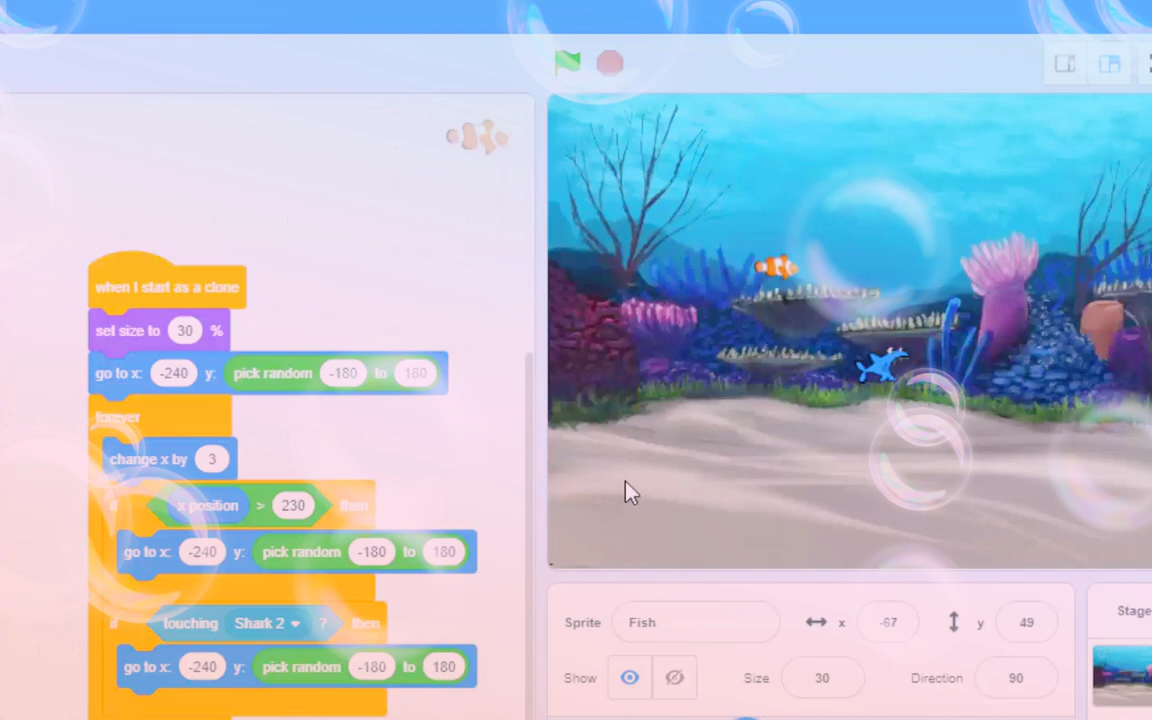 when I start as a clone
set size to 30 %
go to x: -240 y: pick random -180 to 180
forever
change x by 3
if x position > 230 then
go to x: -240 y: pick random -180 to 180
if touching Shark 2 ? then
go to x: -240 y: pick random -180 to 180
Sprite Fish x -67 y 49
Show Size 30 Direction 90
Stage